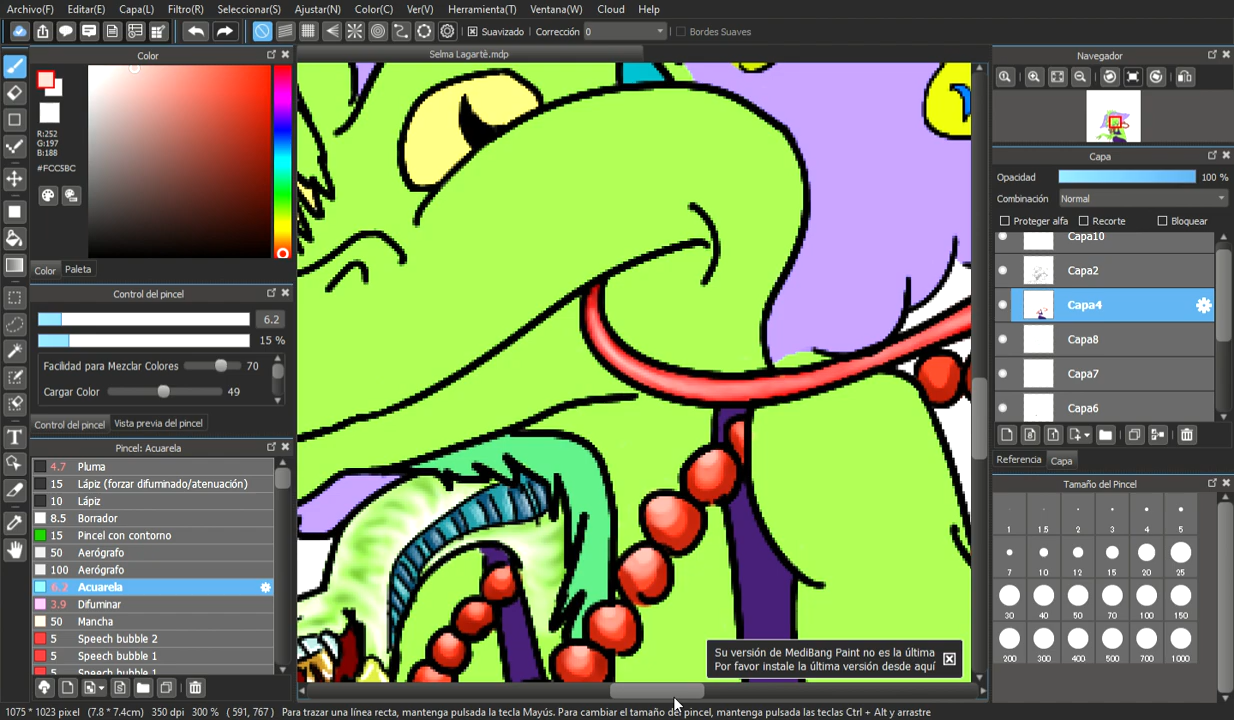 Archivo(F) Editar(E) Capa(L) Filtro(R) Seleccionar(S) Ajustar(N) Color(C) Ver(V) Herramienta(T) Ventana(W) Cloud Help
Suavizado Corrección 0 Bordes Suaves
Color
R:252
G:197
B:188
#FCC5BC
Color Paleta
Control del pincel
6.2
15 %
Facilidad para Mezclar Colores 70
Cargar Color 49
Control del pincel Vista previa del pincel
Pincel: Acuarela
4.7 Pluma
15 Lápiz (forzar difuminado/atenuación)
10 Lápiz
8.5 Borrador
15 Pincel con contorno
50 Aerógrafo
100 Aerógrafo
6.2 Acuarela
3.9 Difuminar
50 Mancha
5 Speech bubble 2
5 Speech bubble 1
5 Speech bubble 1
Selma Lagarté.mdp
Su versión de MediBang Paint no es la última
Por favor instale la última versión desde aquí
Navegador
Capa
Opacidad 100 %
Combinación Normal
Proteger alfa Recorte Bloquear
Capa10
Capa2
Capa4
Capa8
Capa7
Capa6
Referencia Capa
Tamaño del Pincel
1 1.5 2 3 4 5
7 10 12 15 20 25
30 40 50 70 100 150
200 300 400 500 700 1000
1075 * 1023 pixel (7.8 * 7.4cm) 350 dpi 300 % ( 591, 767 ) Para trazar una línea recta, mantenga pulsada la tecla Mayús. Para cambiar el tamaño del pincel, mantenga pulsadas las teclas Ctrl + Alt y arrastre